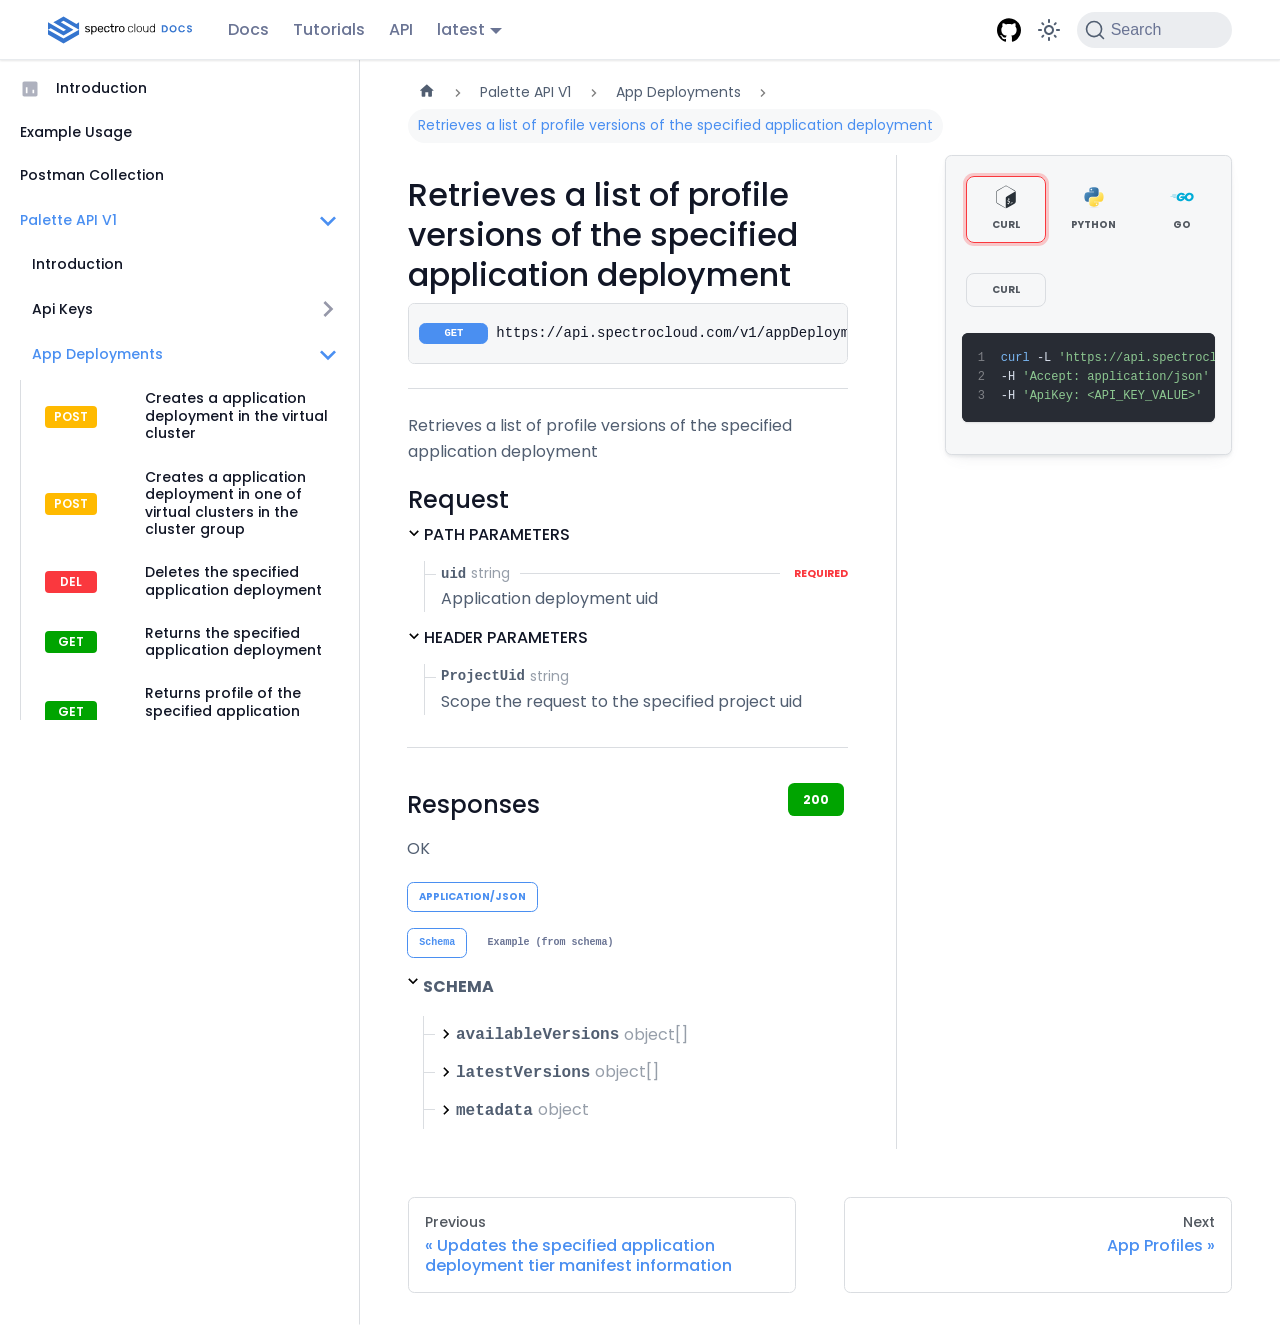 spectro cloud DOCS
Docs
Tutorials
API
latest
Search
Introduction
Example Usage
Postman Collection
Palette API V1
Introduction
Api Keys
App Deployments
POST
Creates a application
deployment in the virtual
cluster
POST
Creates a application
deployment in one of
virtual clusters in the
cluster group
DEL
Deletes the specified
application deployment
GET
Returns the specified
application deployment
GET
Returns profile of the
specified application
Palette API V1
App Deployments
Retrieves a list of profile versions of the specified application deployment
Retrieves a list of profile
versions of the specified
application deployment
GET https://api.spectrocloud.com/v1/appDeploym
Retrieves a list of profile versions of the specified
application deployment
Request
PATH PARAMETERS
uid string REQUIRED
Application deployment uid
HEADER PARAMETERS
ProjectUid string
Scope the request to the specified project uid
Responses
200
OK
APPLICATION/JSON
Schema
Example (from schema)
SCHEMA
availableVersions object[]
latestVersions object[]
metadata object
CURL
PYTHON
GO
CURL
1 curl -L 'https://api.spectrocl
2 -H 'Accept: application/json'
3 -H 'ApiKey: <API_KEY_VALUE>'
Previous
« Updates the specified application
deployment tier manifest information
Next
App Profiles »